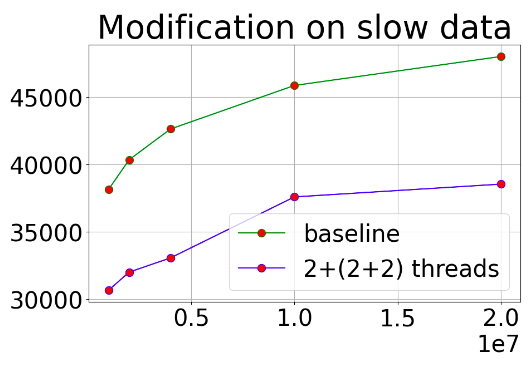 Modification on slow data
45000
40000
35000
30000
baseline
2+(2+2) threads
0.5 1.0 1.5 2.0
1e7